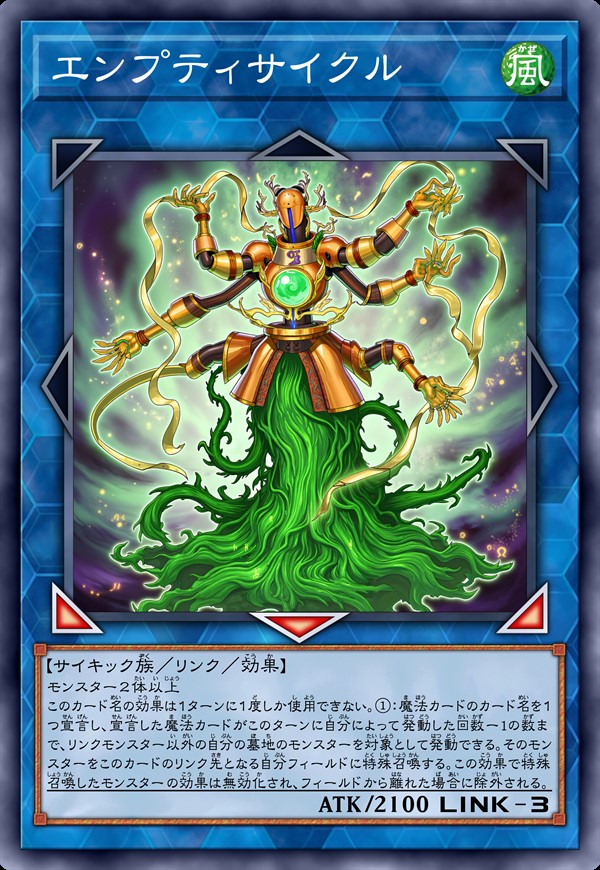 エンプティサイクル
風
【サイキック族／リンク／効果】
モンスター２体以上
このカード名の効果は1ターンに1度しか使用できない。①：魔法カードのカード名を1
つ宣言し、宣言した魔法カードがこのターンに自分によって発動した回数－1の数ま
で、リンクモンスター以外の自分の墓地のモンスターを対象として発動できる。そのモン
スターをこのカードのリンク先となる自分フィールドに特殊召喚する。この効果で特殊
召喚したモンスターの効果は無効化され、フィールドから離れた場合に除外される。
ATK/2100 LINK-3